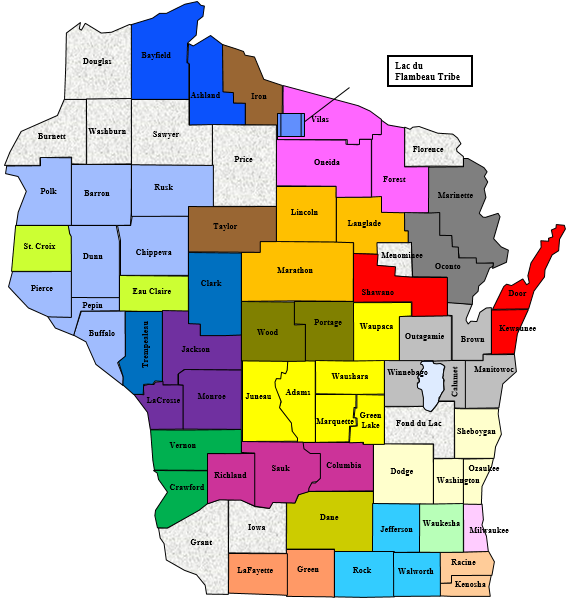 Lac du
Flambeau Tribe
Douglas
Bayfield
Ashland
Iron
Vilas
Burnett
Washburn
Sawyer
Price
Oneida
Florence
Forest
Polk
Barron
Rusk
Marinette
Lincoln
Langlade
Taylor
St. Croix
Dunn
Chippewa
Menominee
Oconto
Marathon
Clark
Pierce
Eau Claire
Shawano
Door
Pepin
Buffalo
Trempealeau
Jackson
Wood
Portage
Waupaca
Outagamie
Brown
Kewaunee
LaCrosse
Monroe
Juneau
Adams
Waushara
Winnebago
Calumet
Manitowoc
Marquette
Green
Lake
Fond du Lac
Sheboygan
Vernon
Crawford
Richland
Sauk
Columbia
Dodge
Washington
Ozaukee
Grant
Iowa
Dane
Jefferson
Waukesha
Milwaukee
LaFayette
Green
Rock
Walworth
Racine
Kenosha